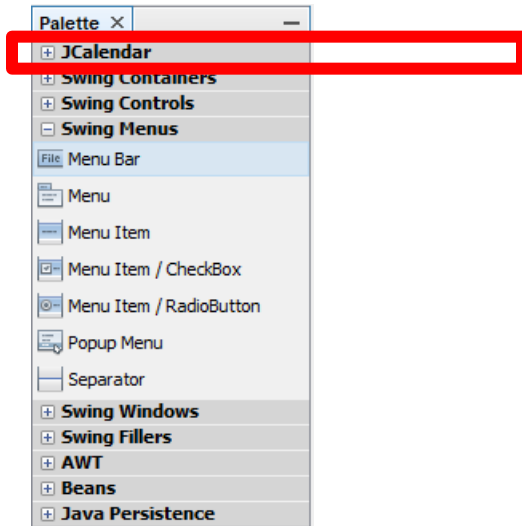 Palette
JCalendar
Swing Containers
Swing Controls
Swing Menus
File Menu Bar
Menu
Menu Item
Menu Item / CheckBox
Menu Item / RadioButton
Popup Menu
Separator
Swing Windows
Swing Fillers
AWT
Beans
Java Persistence